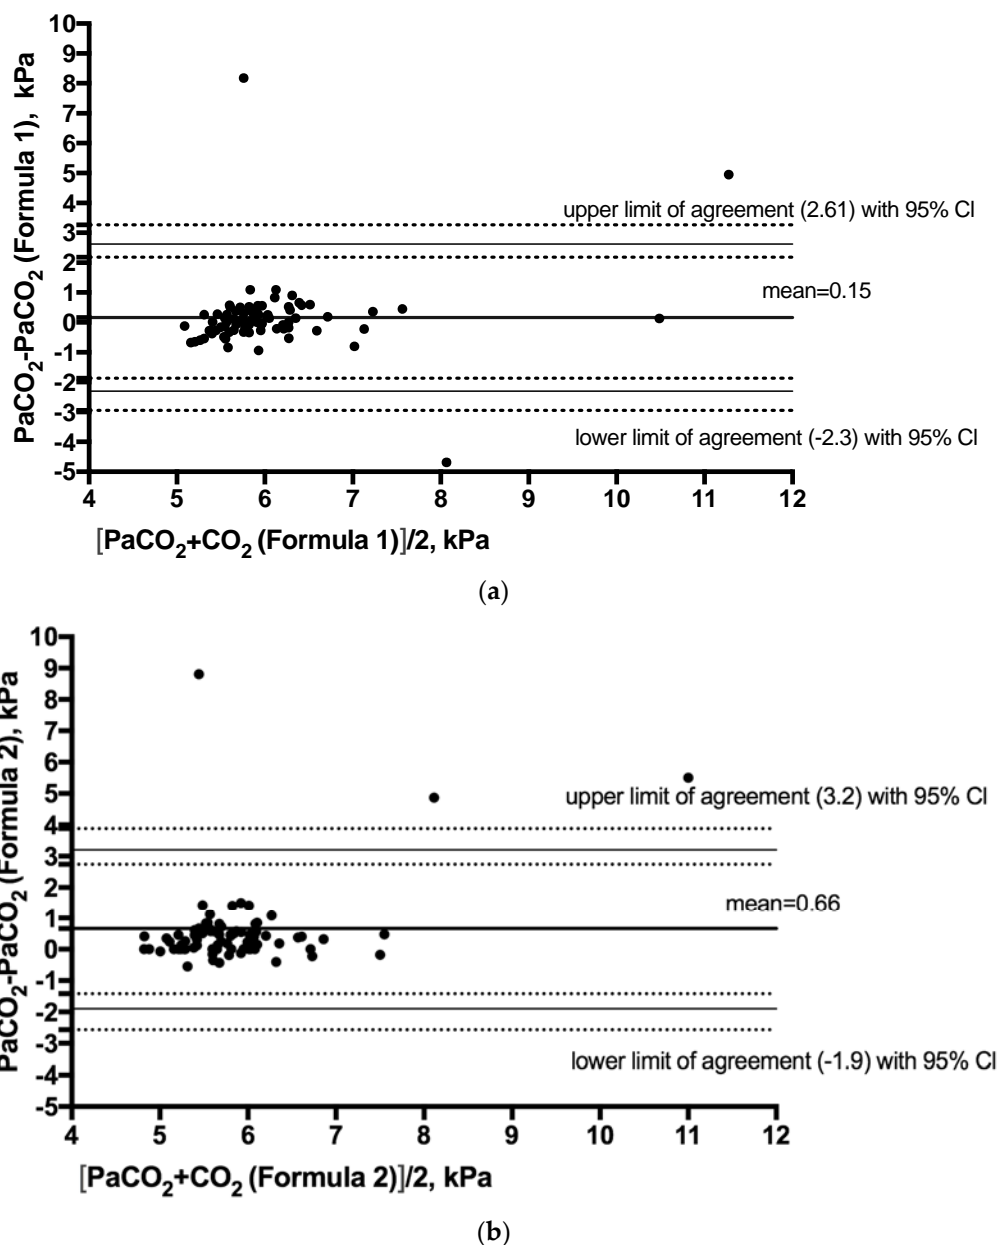 10
9
8
7
6
5
4
3
2
1
0
-1
-2
-3
-4
-5
PaCO₂-PaCO₂ (Formula 1), kPa
upper limit of agreement (2.61) with 95% CI
mean=0.15
lower limit of agreement (-2.3) with 95% CI
4 5 6 7 8 9 10 11 12
[PaCO₂+CO₂ (Formula 1)]/2, kPa
(a)
10
9
8
7
6
5
4
3
2
1
0
-1
-2
-3
-4
-5
PaCO₂-PaCO₂ (Formula 2), kPa
upper limit of agreement (3.2) with 95% CI
mean=0.66
lower limit of agreement (-1.9) with 95% CI
4 5 6 7 8 9 10 11 12
[PaCO₂+CO₂ (Formula 2)]/2, kPa
(b)